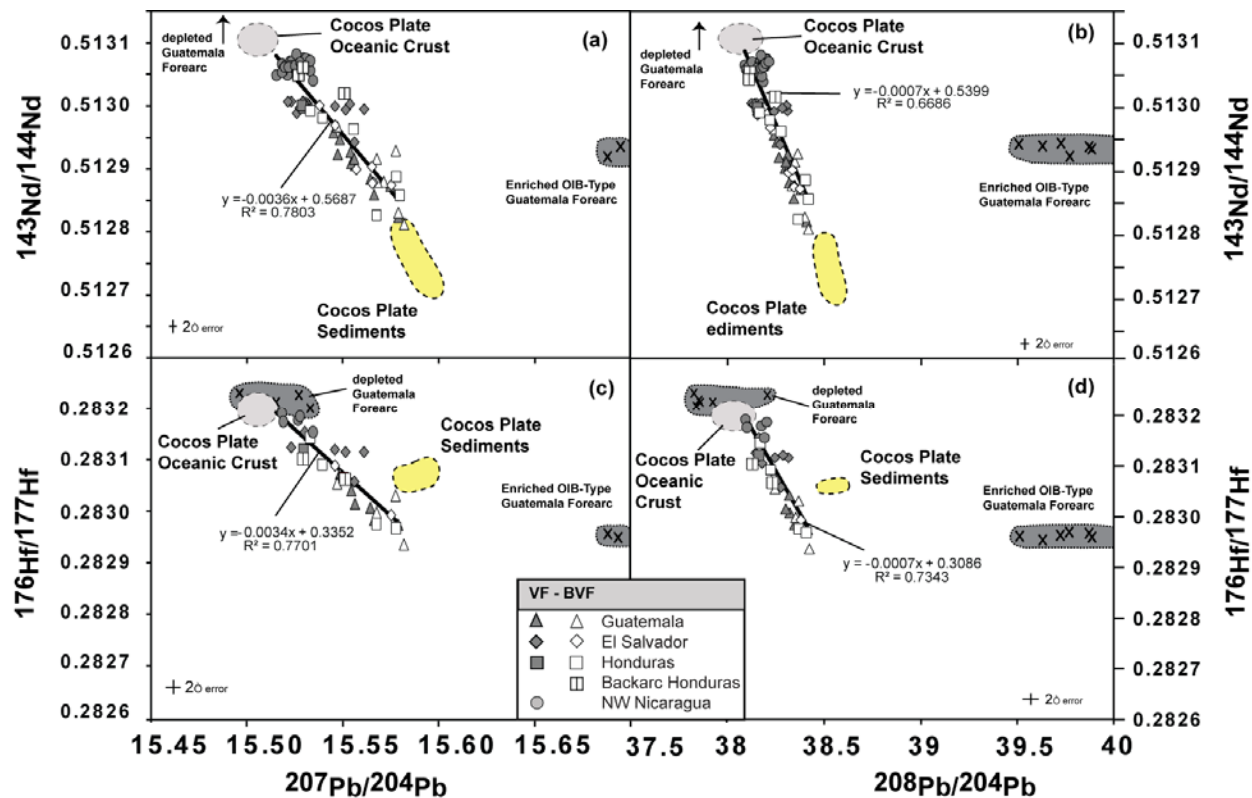 depleted
Guatemala
Forearc
Cocos Plate
Oceanic Crust
(a)
y =-0.0036x + 0.5687
R² = 0.7803
Enriched OIB-Type
Guatemala Forearc
Cocos Plate
Sediments
2σ error
0.5131
0.5130
0.5129
0.5128
0.5127
0.5126
143Nd/144Nd
depleted
Guatemala
Forearc
Cocos Plate
Oceanic Crust
(b)
y=-0.0007x + 0.5399
R² = 0.6686
Enriched OIB-Type
Guatemala Forearc
Cocos Plate
ediments
2σ error
0.5131
0.5130
0.5129
0.5128
0.5127
0.5126
143Nd/144Nd
depleted
Guatemala
Forearc
(c)
Cocos Plate
Oceanic Crust
Cocos Plate
Sediments
Enriched OIB-Type
Guatemala Forearc
y=-0.0034x + 0.3352
R² = 0.7701
2σ error
0.2832
0.2831
0.2830
0.2829
0.2828
0.2827
0.2826
176Hf/177Hf
depleted
Guatemala
Forearc
(d)
Cocos Plate
Oceanic
Crust
Cocos Plate
Sediments
Enriched OIB-Type
Guatemala Forearc
y = -0.0007x + 0.3086
R² = 0.7343
2σ error
0.2832
0.2831
0.2830
0.2829
0.2828
0.2827
0.2826
176Hf/177Hf
VF - BVF
Guatemala
El Salvador
Honduras
Backarc Honduras
NW Nicaragua
15.45 15.50 15.55 15.60 15.65
207Pb/204Pb
37.5 38 38.5 39 39.5 40
208Pb/204Pb